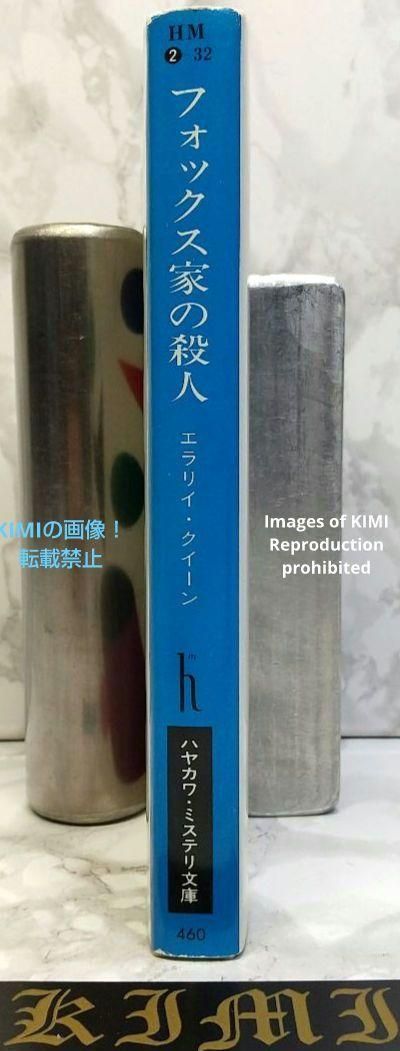 HM
2 32
フォックス家の殺人
エラリイ・クイーン
hm
ハヤカワ・ミステリ文庫
460
KIMIの画像！
転載禁止
Images of KIMI
Reproduction
prohibited
KIMI